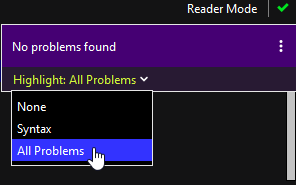 Reader Mode
No problems found
Highlight: All Problems
None
Syntax
All Problems